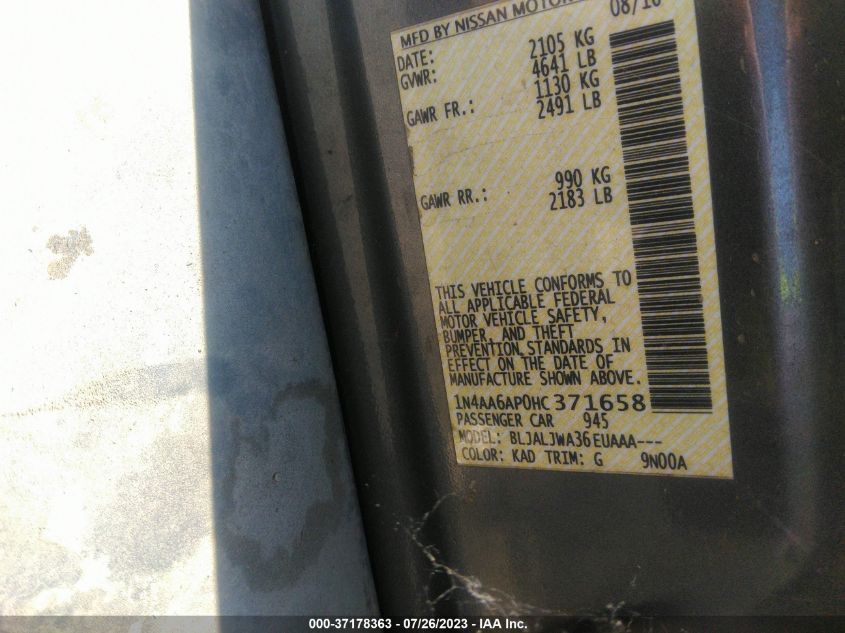 MFD BY NISSAN MOTOR
DATE: 08/16
GVWR: 2105 KG
4641 LB
GAWR FR.: 1130 KG
2491 LB
GAWR RR.: 990 KG
2183 LB
THIS VEHICLE CONFORMS TO
ALL APPLICABLE FEDERAL
MOTOR VEHICLE SAFETY,
BUMPER, AND THEFT
PREVENTION STANDARDS IN
EFFECT ON THE DATE OF
MANUFACTURE SHOWN ABOVE.
1N4AA6AP0HC371658
PASSENGER CAR 945
MODEL: BLJALJWA36EUAAA---
COLOR: KAD TRIM: G 9N00A
000-37178363 - 07/26/2023 - IAA Inc.